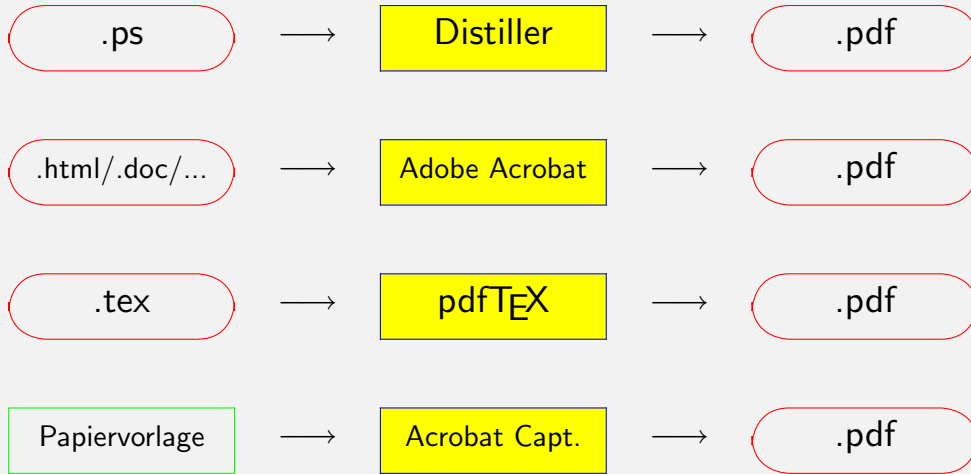 .ps ⟶ Distiller ⟶ .pdf
.html/.doc/... ⟶ Adobe Acrobat ⟶ .pdf
.tex ⟶ pdfTEX ⟶ .pdf
Papiervorlage ⟶ Acrobat Capt. ⟶ .pdf